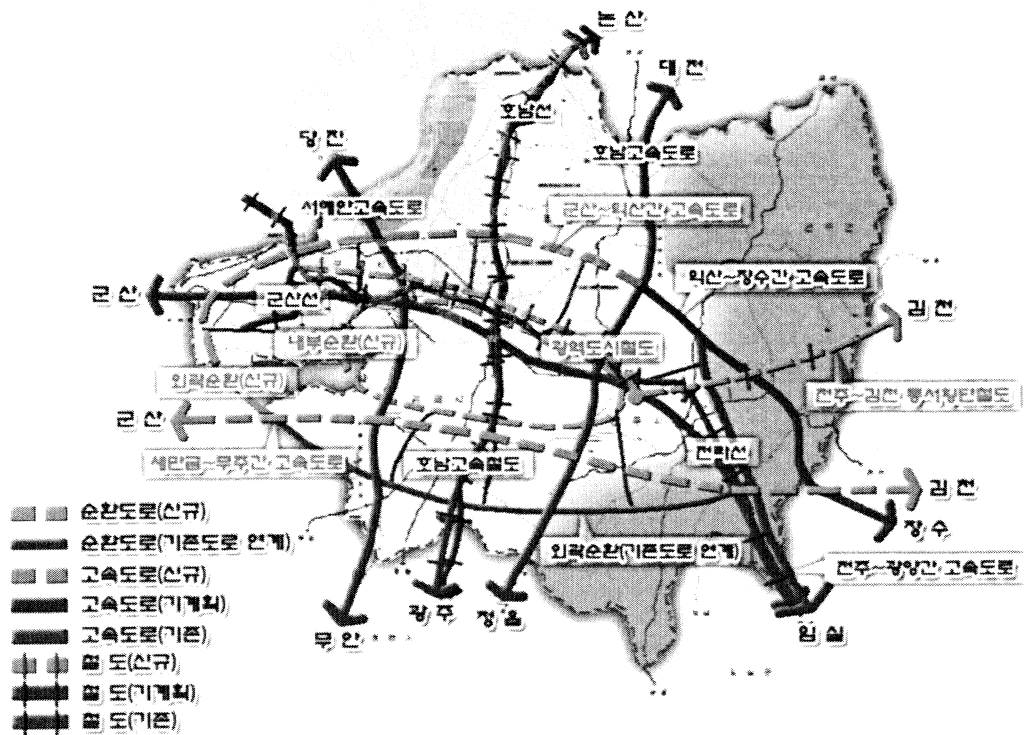 논 산
대 전
호남선
당 진
호남고속도로
서해안고속도로
군산~익산간 고속도로
익산~장수간 고속도로
군 산
군산선
김 천
내부순환(신규)
광역도시철도
외곽순환(신규)
전주~김천 동서횡단철도
군 산
전라선
새만금~무주간 고속도로
호남고속철도
김 천
순환도로(신규)
장 수
순환도로(기존도로 연계)
외곽순환(기존도로 연계)
전주~광양간 고속도로
고속도로(신규)
고속도로(기계획)
광 주
정 읍
임 실
무 안
고속도로(기존)
철 도(신규)
철 도(기계획)
철 도(기존)